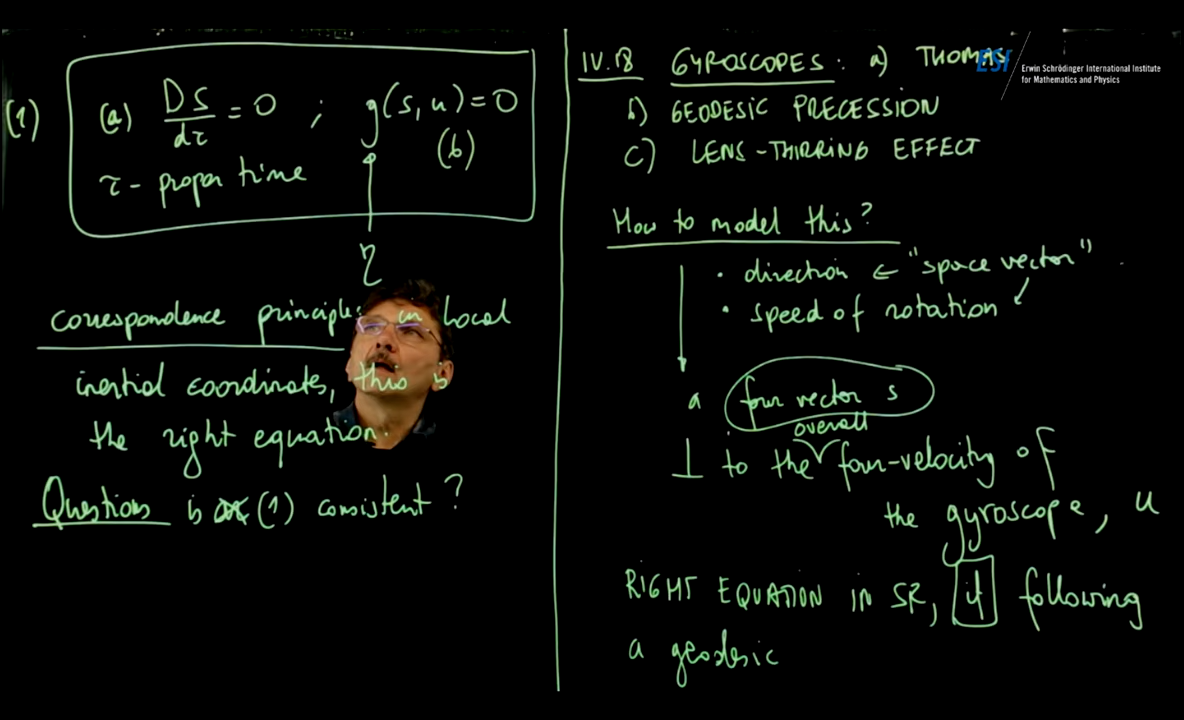 (1)
(a) Ds/dτ = 0 ; g(s, u) = 0
(b)
τ - proper time
η
correspondence principle: in local
inertial coordinates, this is
the right equation.
Questions is (1) consistent?
IV.18 GYROSCOPES: a) THOMAS
b) GEODESIC PRECESSION
c) LENS-THIRRING EFFECT
How to model this?
· direction ∈ "space vector"
· speed of rotation
a four vector s
overall
⊥ to the four-velocity of
the gyroscope, u
RIGHT EQUATION IN SR, if following
a geodesic
ESI Erwin Schrödinger International Institute
for Mathematics and Physics